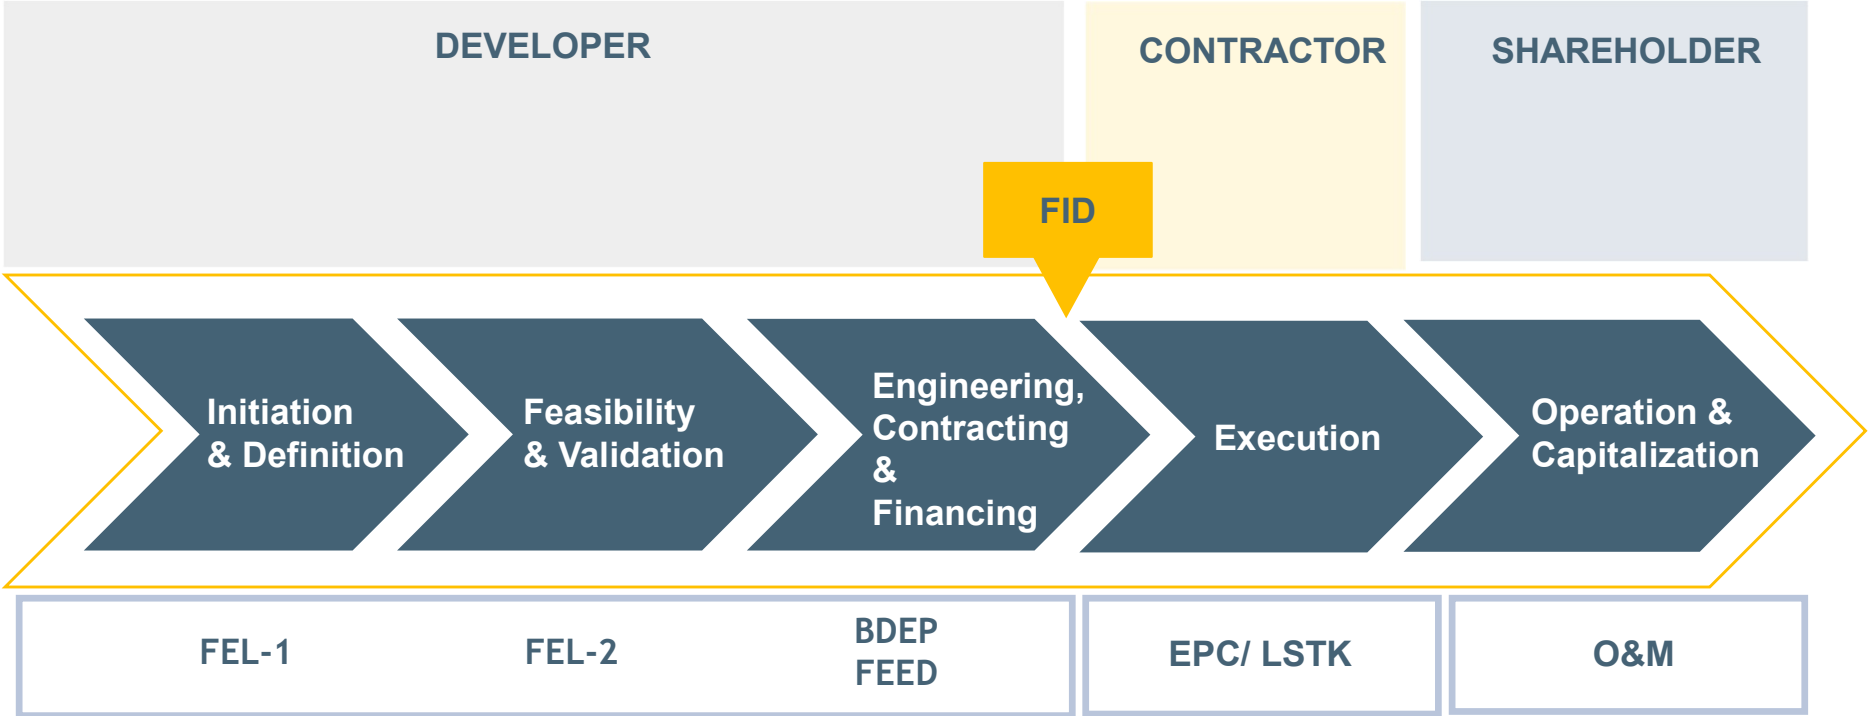 DEVELOPER
CONTRACTOR
SHAREHOLDER
FID
Initiation
& Definition
Feasibility
& Validation
Engineering,
Contracting
&
Financing
Execution
Operation &
Capitalization
FEL-1
FEL-2
BDEP
FEED
EPC/ LSTK
O&M